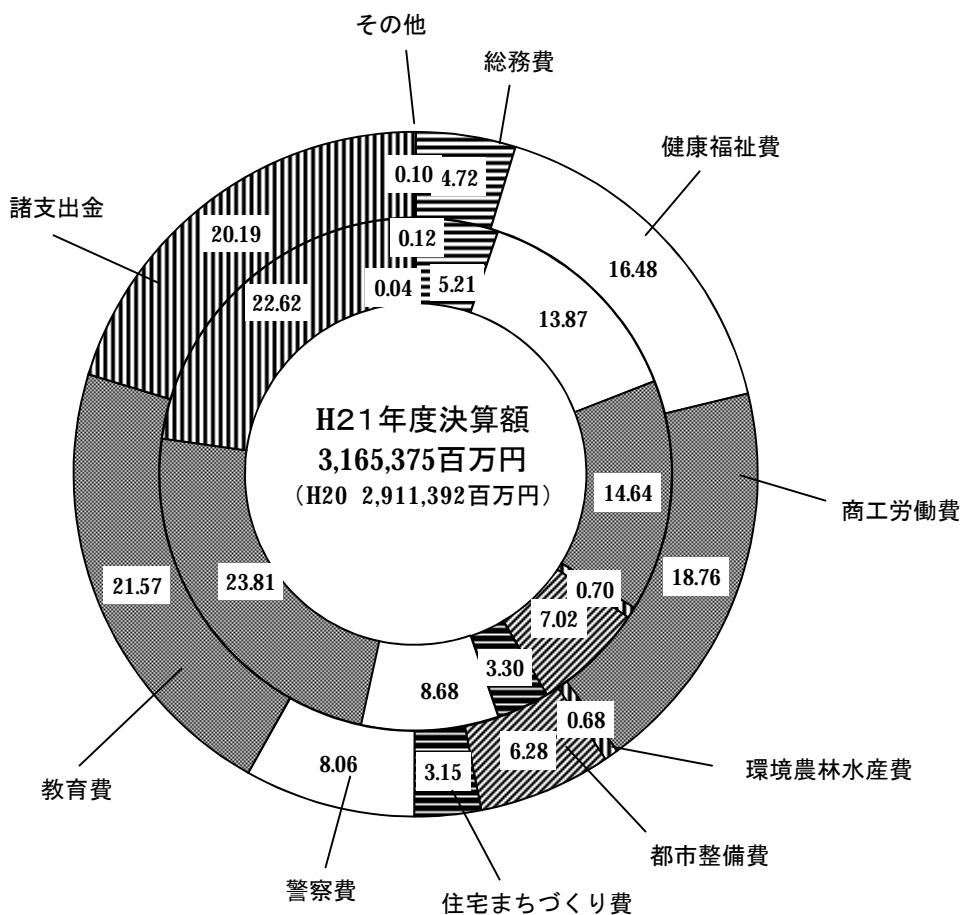 その他
総務費
健康福祉費
諸支出金
0.10
4.72
20.19
0.12
16.48
0.04
5.21
22.62
13.87
H21年度決算額
3,165,375百万円
（H20 2,911,392百万円）
14.64
商工労働費
18.76
21.57
23.81
0.70
7.02
3.30
8.68
0.68
6.28
8.06
3.15
環境農林水産費
教育費
都市整備費
警察費
住宅まちづくり費